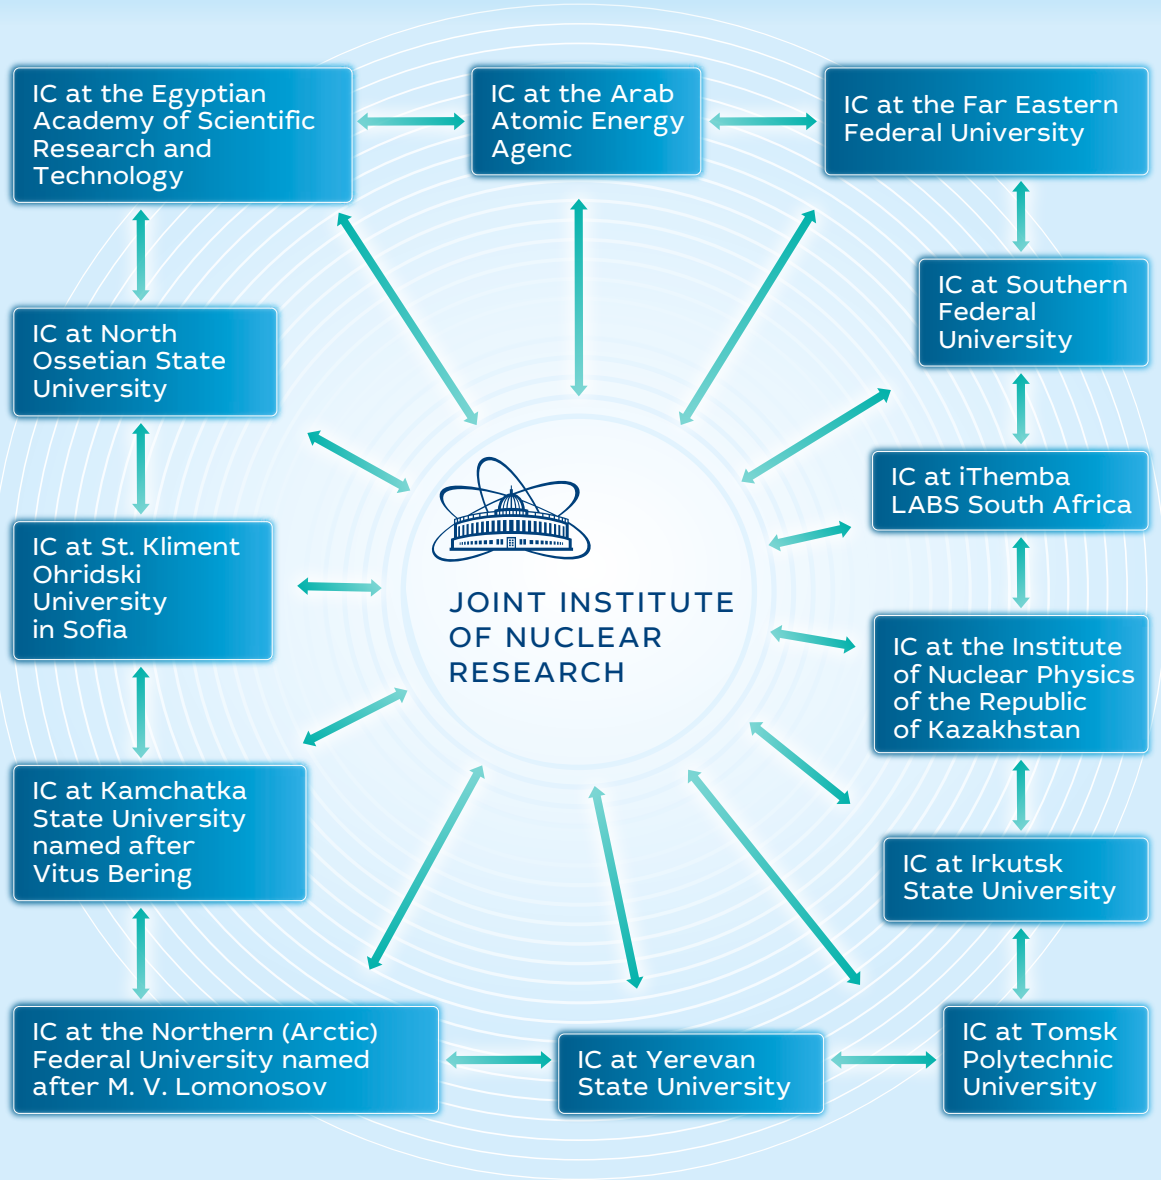 IC at the Egyptian
Academy of Scientific
Research and
Technology
IC at the Arab
Atomic Energy
Agenc
IC at the Far Eastern
Federal University
IC at North
Ossetian State
University
IC at Southern
Federal
University
IC at iThemba
LABS South Africa
IC at St. Kliment
Ohridski
University
in Sofia
JOINT INSTITUTE
OF NUCLEAR
RESEARCH
IC at the Institute
of Nuclear Physics
of the Republic
of Kazakhstan
IC at Kamchatka
State University
named after
Vitus Bering
IC at Irkutsk
State University
IC at the Northern (Arctic)
Federal University named
after M. V. Lomonosov
IC at Yerevan
State University
IC at Tomsk
Polytechnic
University